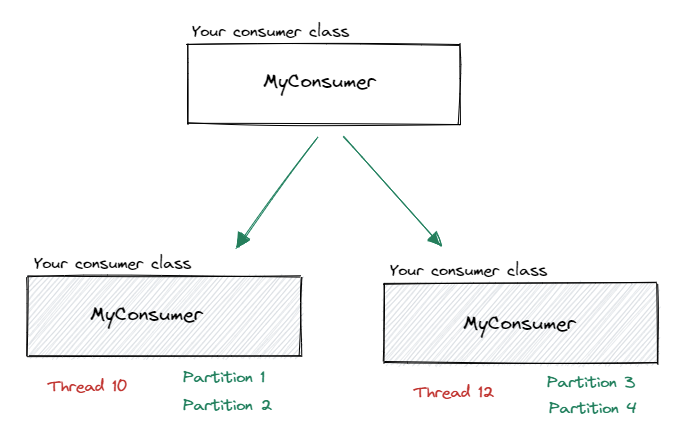 Your consumer class
MyConsumer
Your consumer class
MyConsumer
Thread 10
Partition 1
Partition 2
Your consumer class
MyConsumer
Thread 12
Partition 3
Partition 4